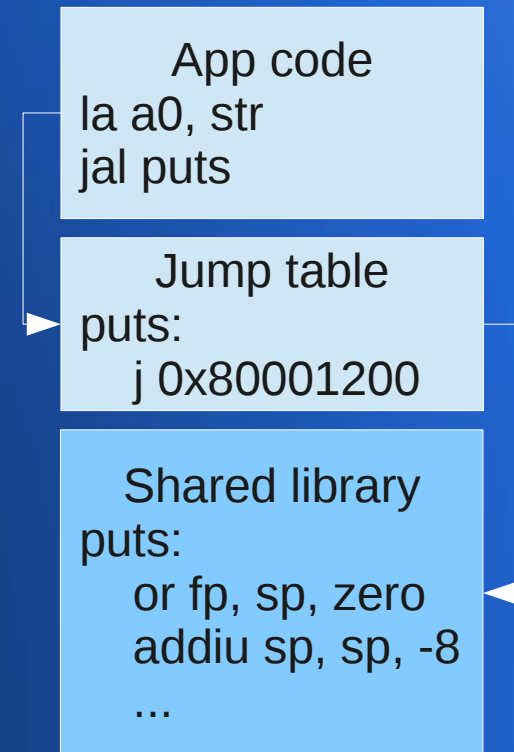 App code
la a0, str
jal puts
Jump table
puts:
j 0x80001200
Shared library
puts:
or fp, sp, zero
addiu sp, sp, -8
...